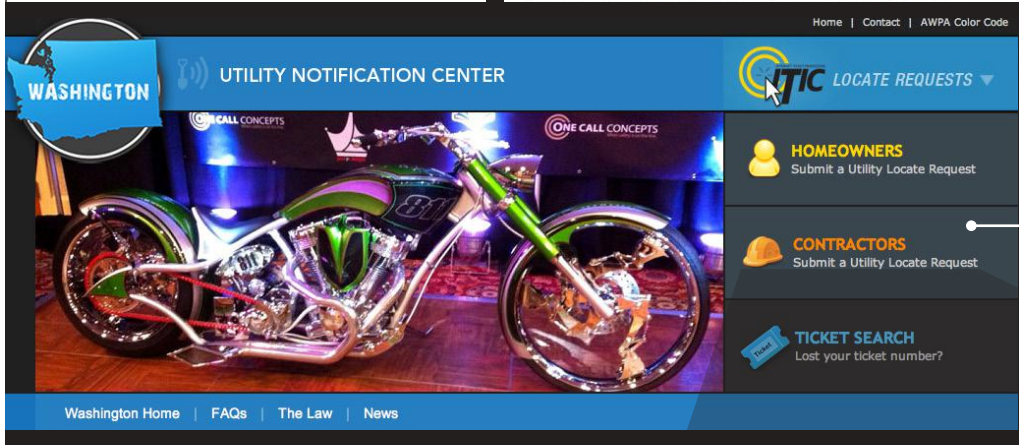 Home | Contact | AWPA Color Code
WASHINGTON
UTILITY NOTIFICATION CENTER
ITIC LOCATE REQUESTS
ONE CALL CONCEPTS
ONE CALL CONCEPTS
81
HOMEOWNERS
Submit a Utility Locate Request
CONTRACTORS
Submit a Utility Locate Request
Ticket
TICKET SEARCH
Lost your ticket number?
Washington Home | FAQs | The Law | News